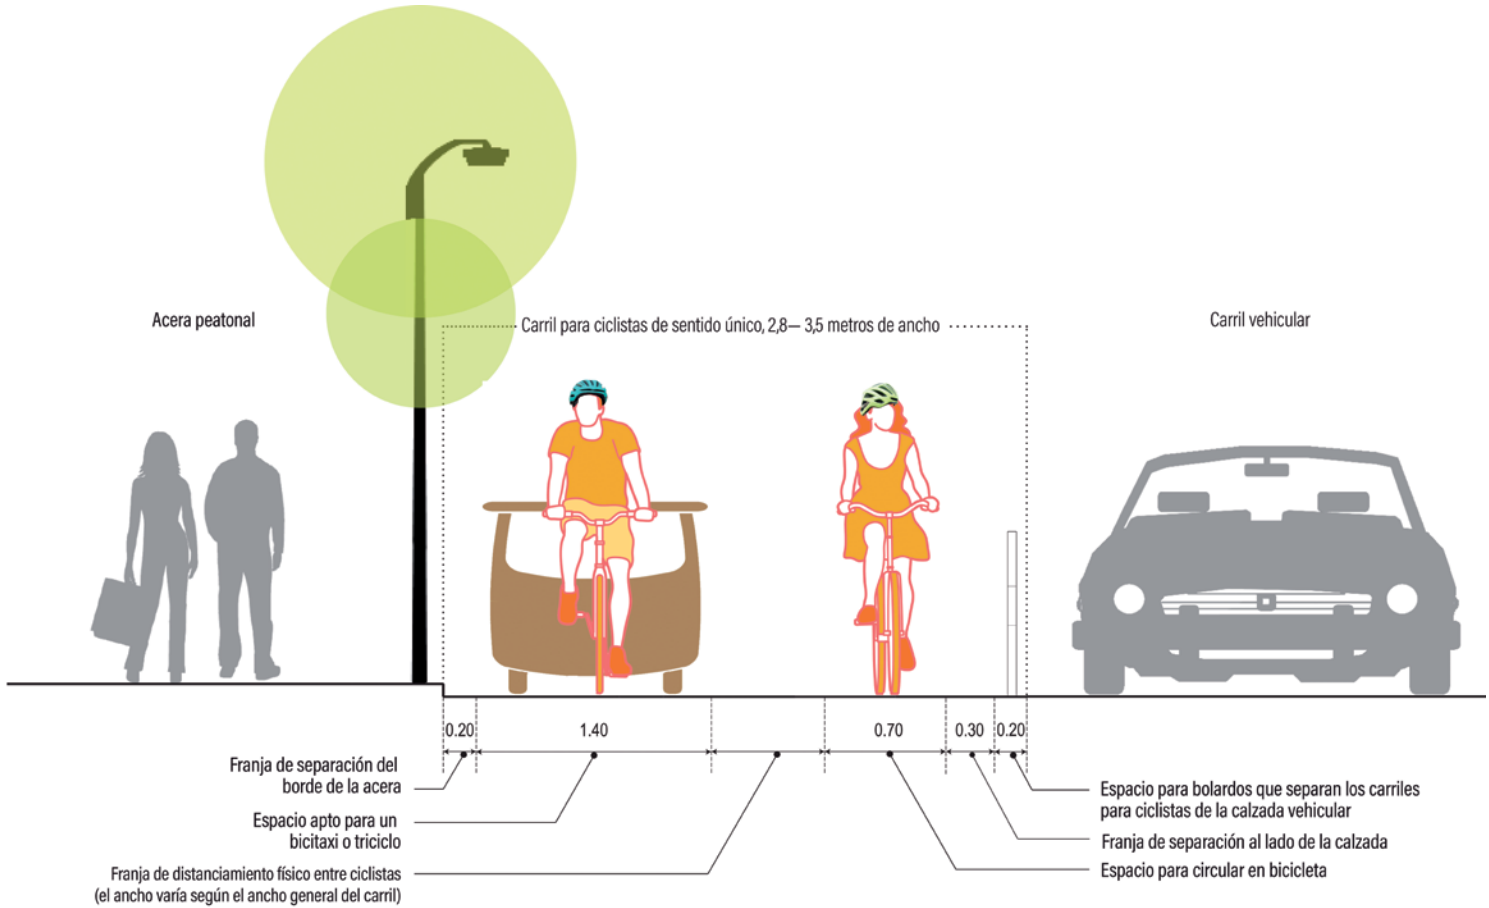 Acera peatonal
Carril para ciclistas de sentido único, 2,8— 3,5 metros de ancho
Carril vehicular
0.20
1.40
0.70
0.30
0.20
Franja de separación del
borde de la acera
Espacio apto para un
bicitaxi o triciclo
Franja de distanciamiento físico entre ciclistas
(el ancho varía según el ancho general del carril)
Espacio para bolardos que separan los carriles
para ciclistas de la calzada vehicular
Franja de separación al lado de la calzada
Espacio para circular en bicicleta